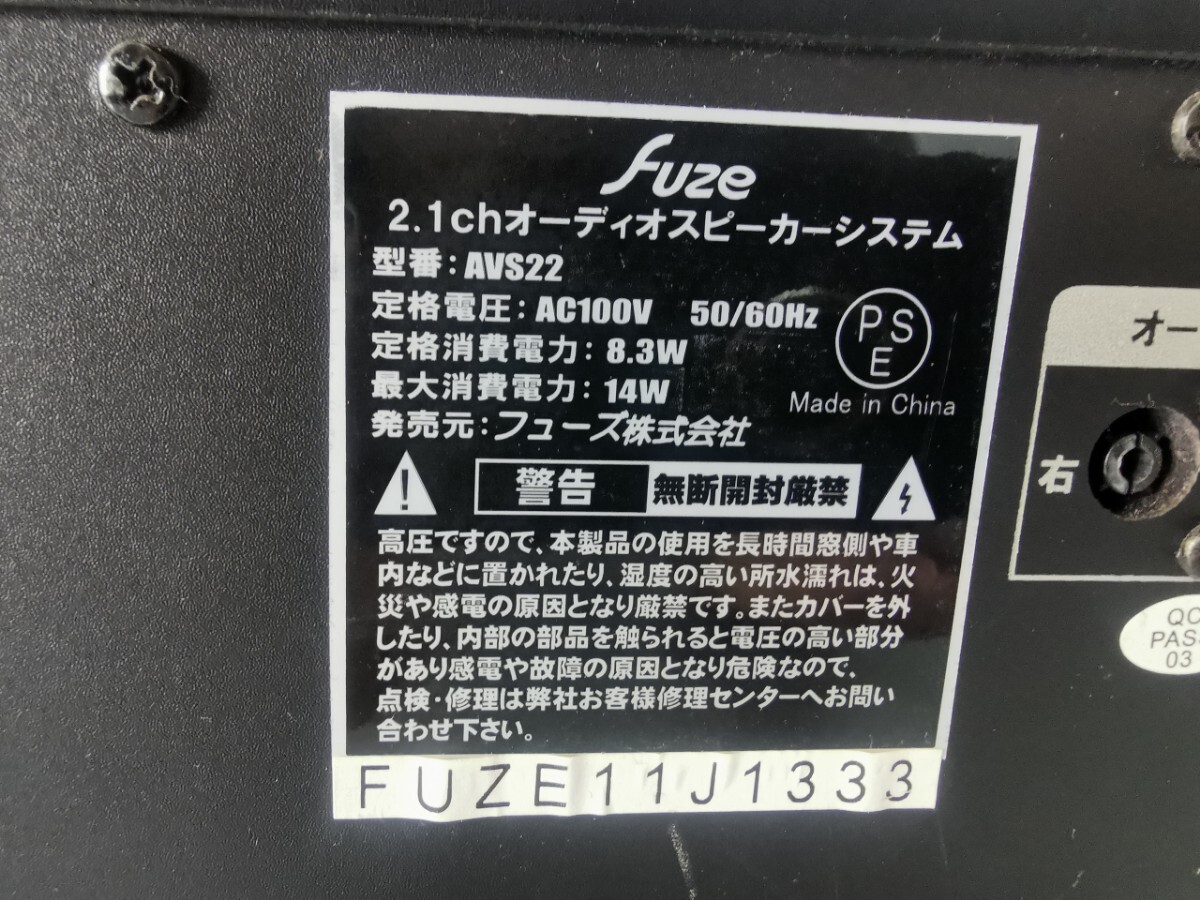 fuze
2.1chオーディオスピーカーシステム
型番：AVS22
定格電圧：AC100V 50/60Hz
定格消費電力：8.3W
最大消費電力：14W
発売元：フューズ株式会社
PS
E
Made in China
警告 無断開封厳禁
高圧ですので、本製品の使用を長時間窓側や車
内などに置かれたり、湿度の高い所水濡れは、火
災や感電の原因となり厳禁です。またカバーを外
したり、内部の部品を触られると電圧の高い部分
があり感電や故障の原因となり危険なので、
点検・修理は弊社お客様修理センターへお問い
合わせ下さい。
FUZE11J1333
オー
右
QC
PAS
03